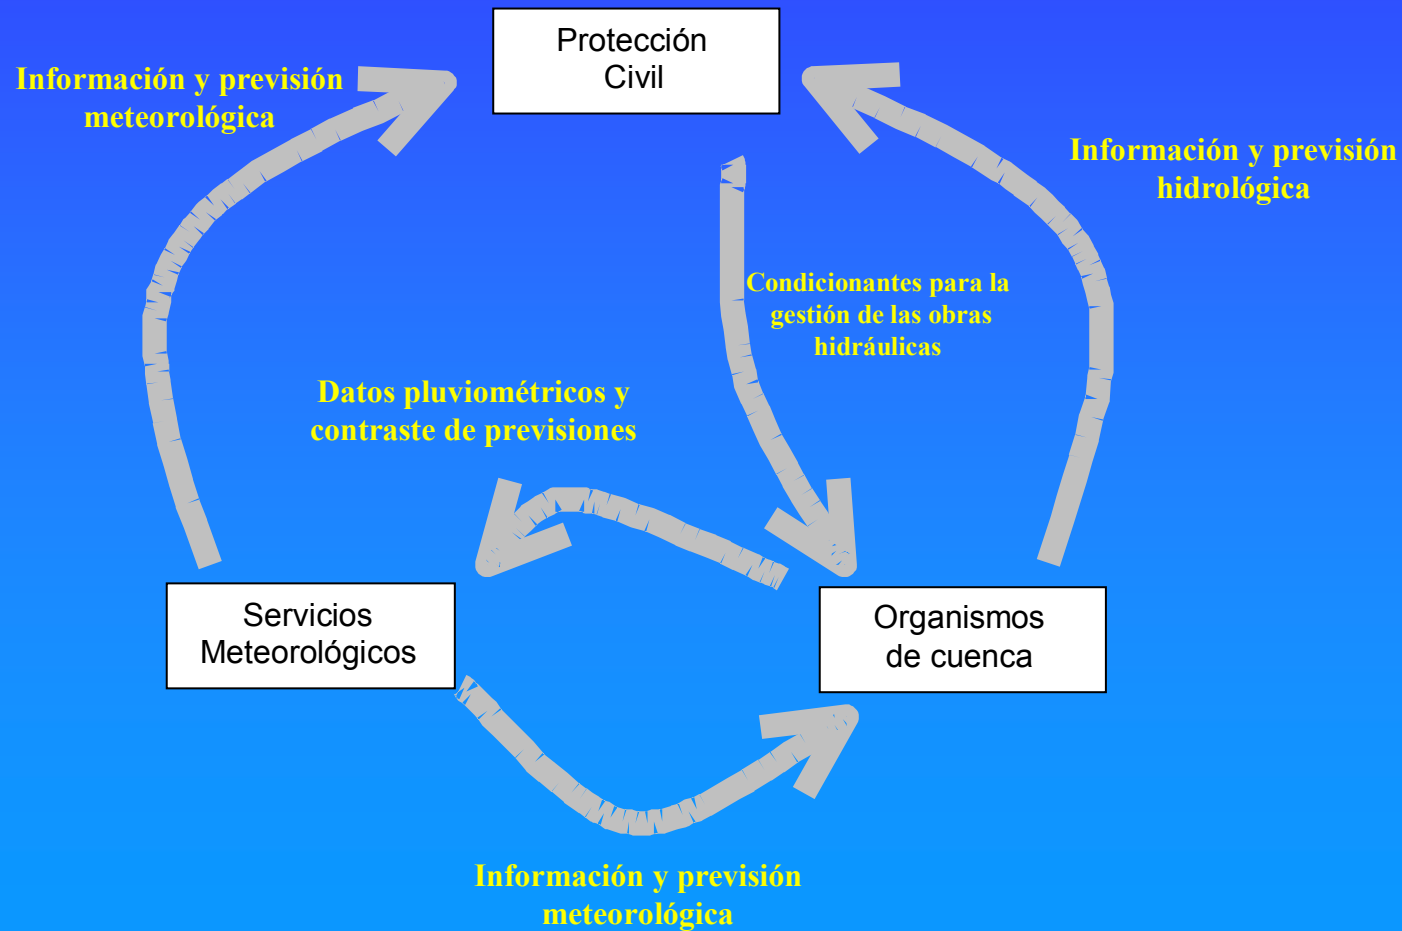 Protección
Civil
Información y previsión
meteorológica
Información y previsión
hidrológica
Condicionantes para la
gestión de las obras
hidráulicas
Datos pluviométricos y
contraste de previsiones
Servicios
Meteorológicos
Organismos
de cuenca
Información y previsión
meteorológica